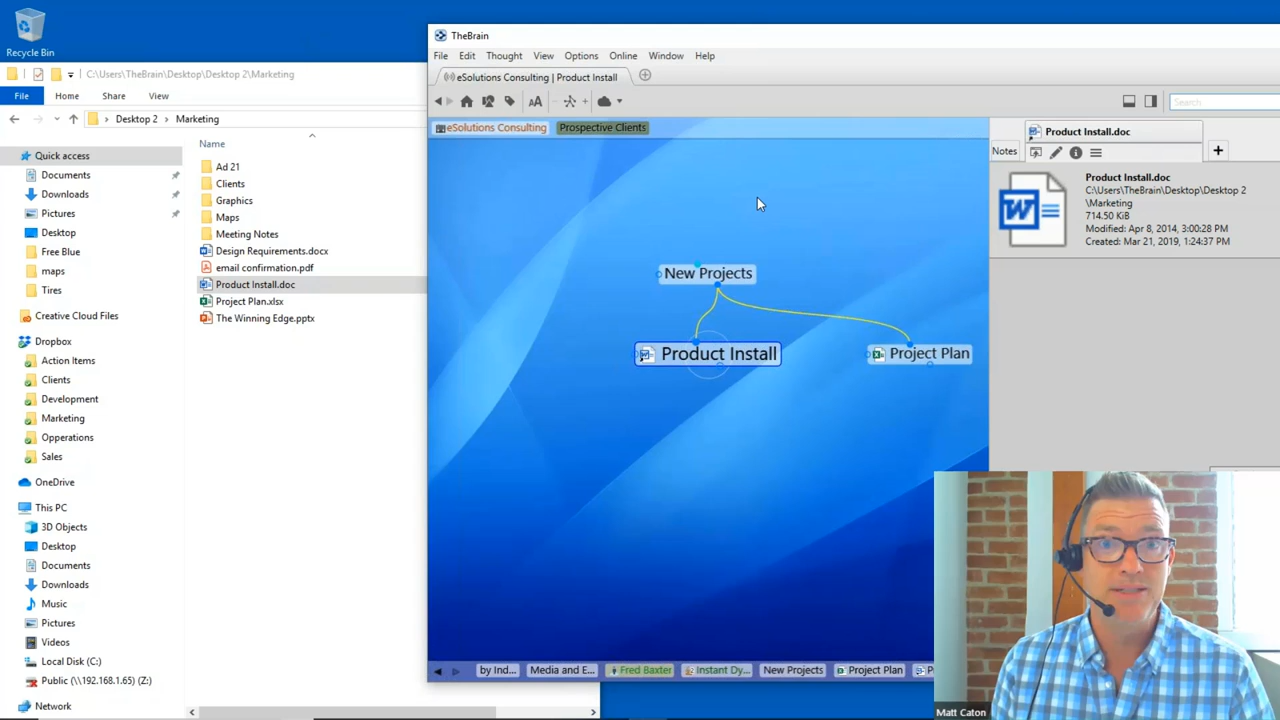 Recycle Bin
C:\Users\TheBrain\Desktop\Desktop 2\Marketing
File Home Share View
Desktop 2 Marketing
Quick access
Documents
Downloads
Pictures
Desktop
Free Blue
maps
Tires
Creative Cloud Files
Dropbox
Action Items
Clients
Development
Marketing
Opperations
Sales
OneDrive
This PC
3D Objects
Desktop
Documents
Downloads
Music
Pictures
Videos
Local Disk (C:)
Public (\\192.168.1.65) (Z:)
Network
Name
Ad 21
Clients
Graphics
Maps
Meeting Notes
Design Requirements.docx
email confirmation.pdf
Product Install.doc
Project Plan.xlsx
The Winning Edge.pptx
TheBrain
File Edit Thought View Options Online Window Help
eSolutions Consulting | Product Install
AA
Search
eSolutions Consulting Prospective Clients
New Projects
Product Install
Project Plan
by Ind... Media and E... Fred Baxter Instant Dy... New Projects Project Plan
Product Install.doc
Notes
Product Install.doc
C:\Users\TheBrain\Desktop\Desktop 2
\Marketing
714.50 KiB
Modified: Apr 8, 2014, 3:00:28 PM
Created: Mar 21, 2019, 1:24:37 PM
Matt Caton